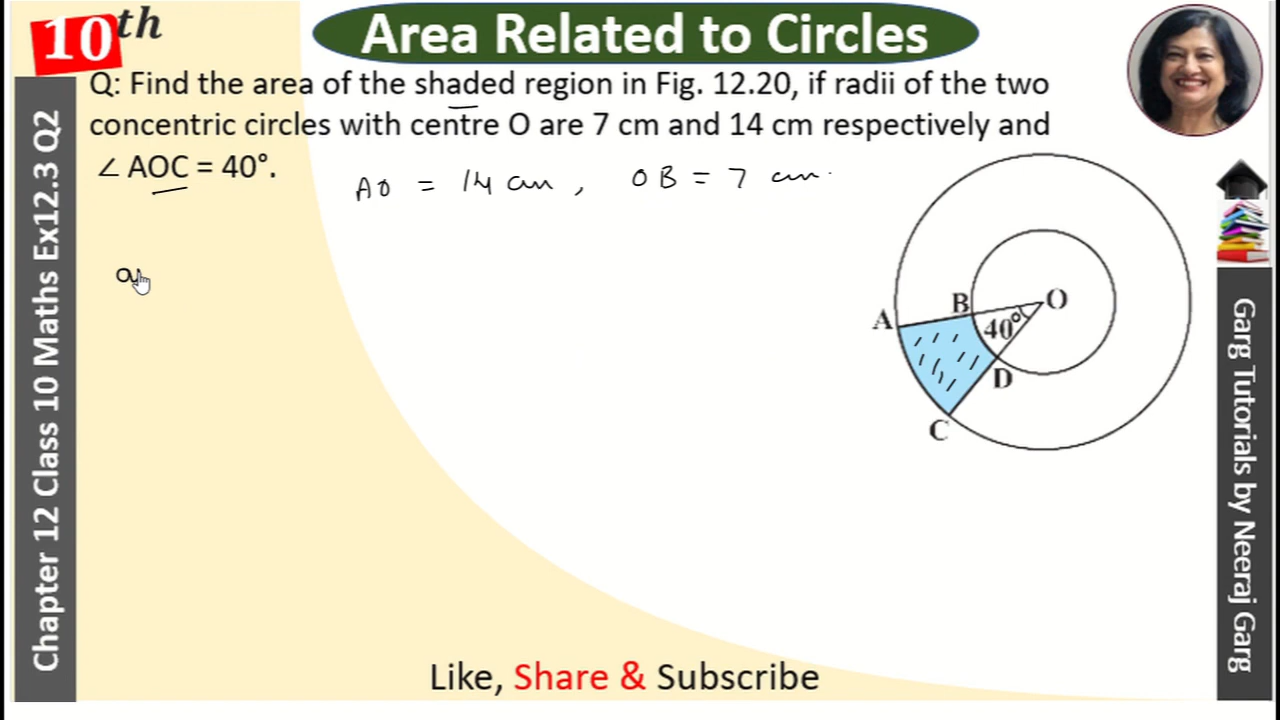 10th
Area Related to Circles
Q: Find the area of the shaded region in Fig. 12.20, if radii of the two
concentric circles with centre O are 7 cm and 14 cm respectively and
∠ AOC = 40°.
AO = 14 cm , OB = 7 cm.
A
B
O
40°
D
C
Chapter 12 Class 10 Maths Ex12.3 Q2
Garg Tutorials by Neeraj Garg
Like, Share & Subscribe